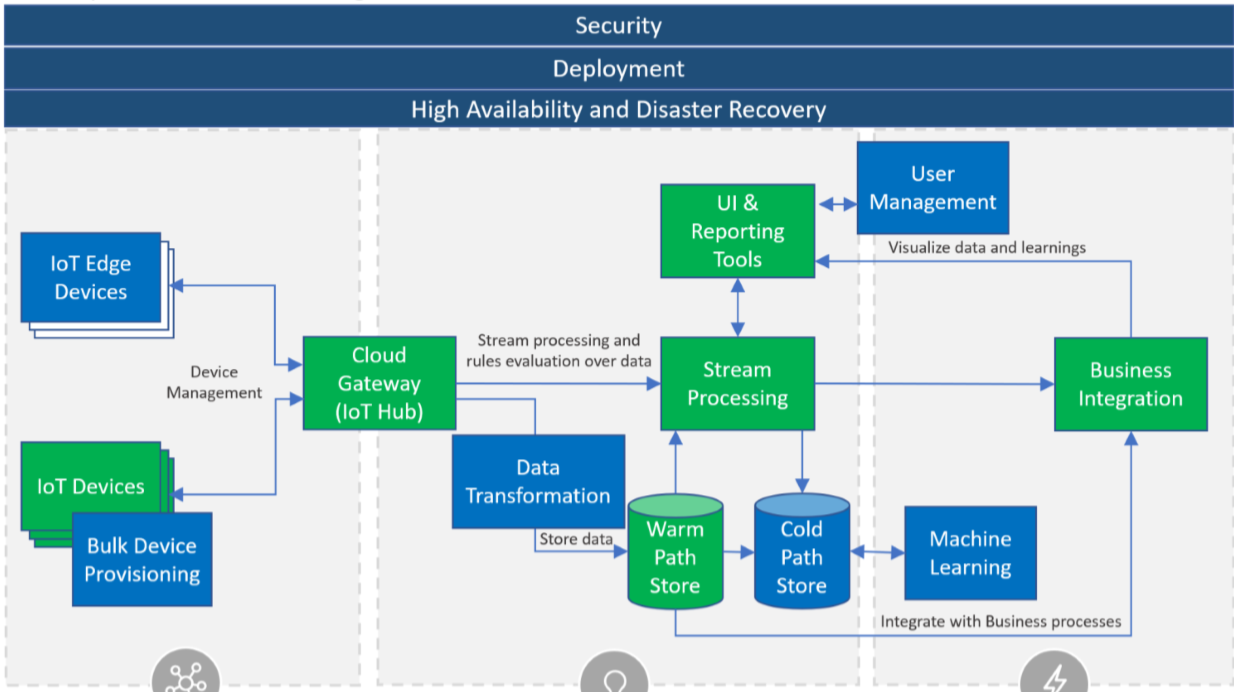 Security
Deployment
High Availability and Disaster Recovery
User
Management
UI &
Reporting
Tools
Visualize data and learnings
IoT Edge
Devices
Device
Management
Cloud
Gateway
(IoT Hub)
Stream processing and
rules evaluation over data
Stream
Processing
Business
Integration
IoT Devices
Bulk Device
Provisioning
Data
Transformation
Store data
Warm
Path
Store
Cold
Path
Store
Machine
Learning
Integrate with Business processes